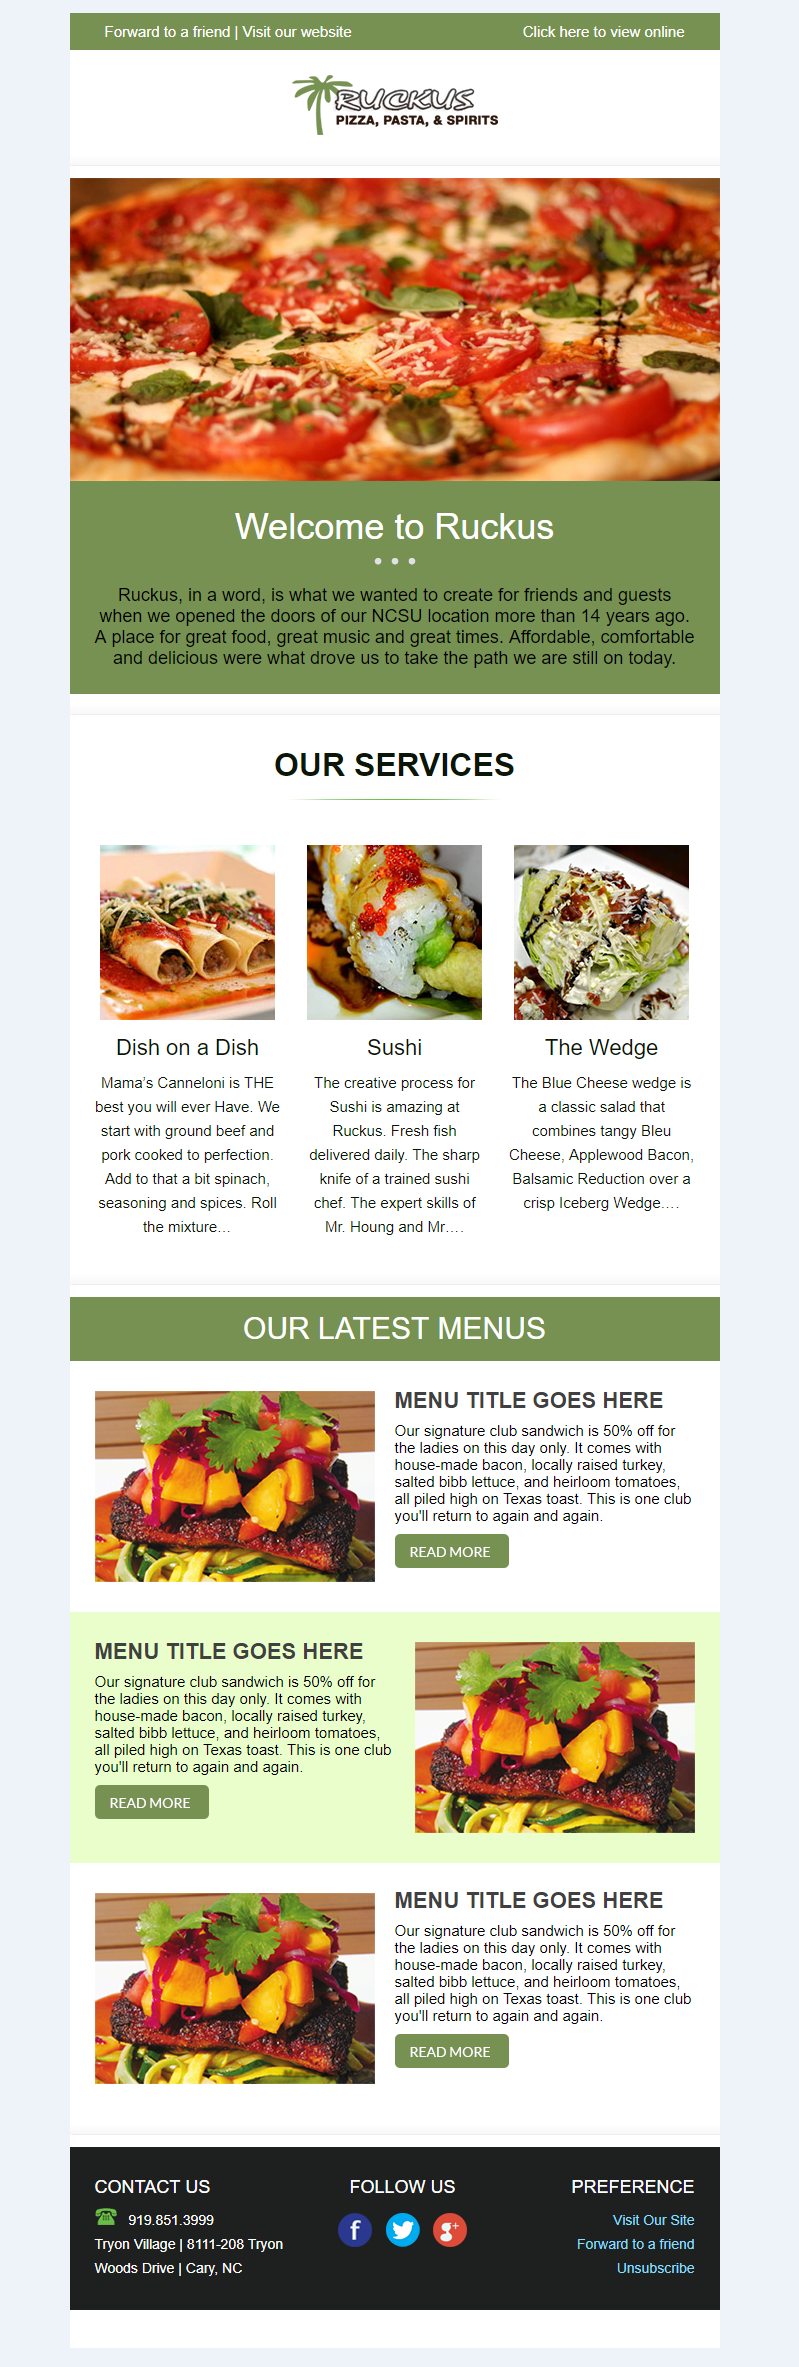 Forward to a friend | Visit our website
Click here to view online
RUCKUS
PIZZA, PASTA, & SPIRITS
Welcome to Ruckus
Ruckus, in a word, is what we wanted to create for friends and guests
when we opened the doors of our NCSU location more than 14 years ago.
A place for great food, great music and great times. Affordable, comfortable
and delicious were what drove us to take the path we are still on today.
OUR SERVICES
Dish on a Dish
Mama’s Canneloni is THE
best you will ever Have. We
start with ground beef and
pork cooked to perfection.
Add to that a bit spinach,
seasoning and spices. Roll
the mixture…
Sushi
The creative process for
Sushi is amazing at
Ruckus. Fresh fish
delivered daily. The sharp
knife of a trained sushi
chef. The expert skills of
Mr. Houng and Mr….
The Wedge
The Blue Cheese wedge is
a classic salad that
combines tangy Bleu
Cheese, Applewood Bacon,
Balsamic Reduction over a
crisp Iceberg Wedge….
OUR LATEST MENUS
MENU TITLE GOES HERE
Our signature club sandwich is 50% off for
the ladies on this day only. It comes with
house-made bacon, locally raised turkey,
salted bibb lettuce, and heirloom tomatoes,
all piled high on Texas toast. This is one club
you'll return to again and again.
READ MORE
MENU TITLE GOES HERE
Our signature club sandwich is 50% off for
the ladies on this day only. It comes with
house-made bacon, locally raised turkey,
salted bibb lettuce, and heirloom tomatoes,
all piled high on Texas toast. This is one club
you'll return to again and again.
READ MORE
MENU TITLE GOES HERE
Our signature club sandwich is 50% off for
the ladies on this day only. It comes with
house-made bacon, locally raised turkey,
salted bibb lettuce, and heirloom tomatoes,
all piled high on Texas toast. This is one club
you'll return to again and again.
READ MORE
CONTACT US
919.851.3999
Tryon Village | 8111-208 Tryon
Woods Drive | Cary, NC
FOLLOW US
f
g+
PREFERENCE
Visit Our Site
Forward to a friend
Unsubscribe